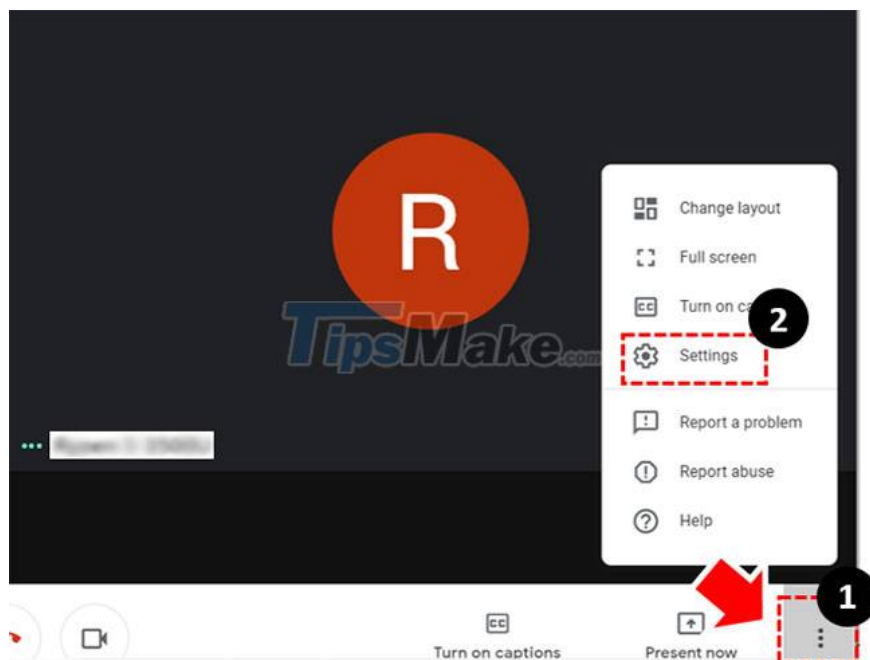 R
Change layout
Full screen
Turn on ca
2
Settings
TipsMake.com
Report a problem
Report abuse
Help
1
Turn on captions
Present now